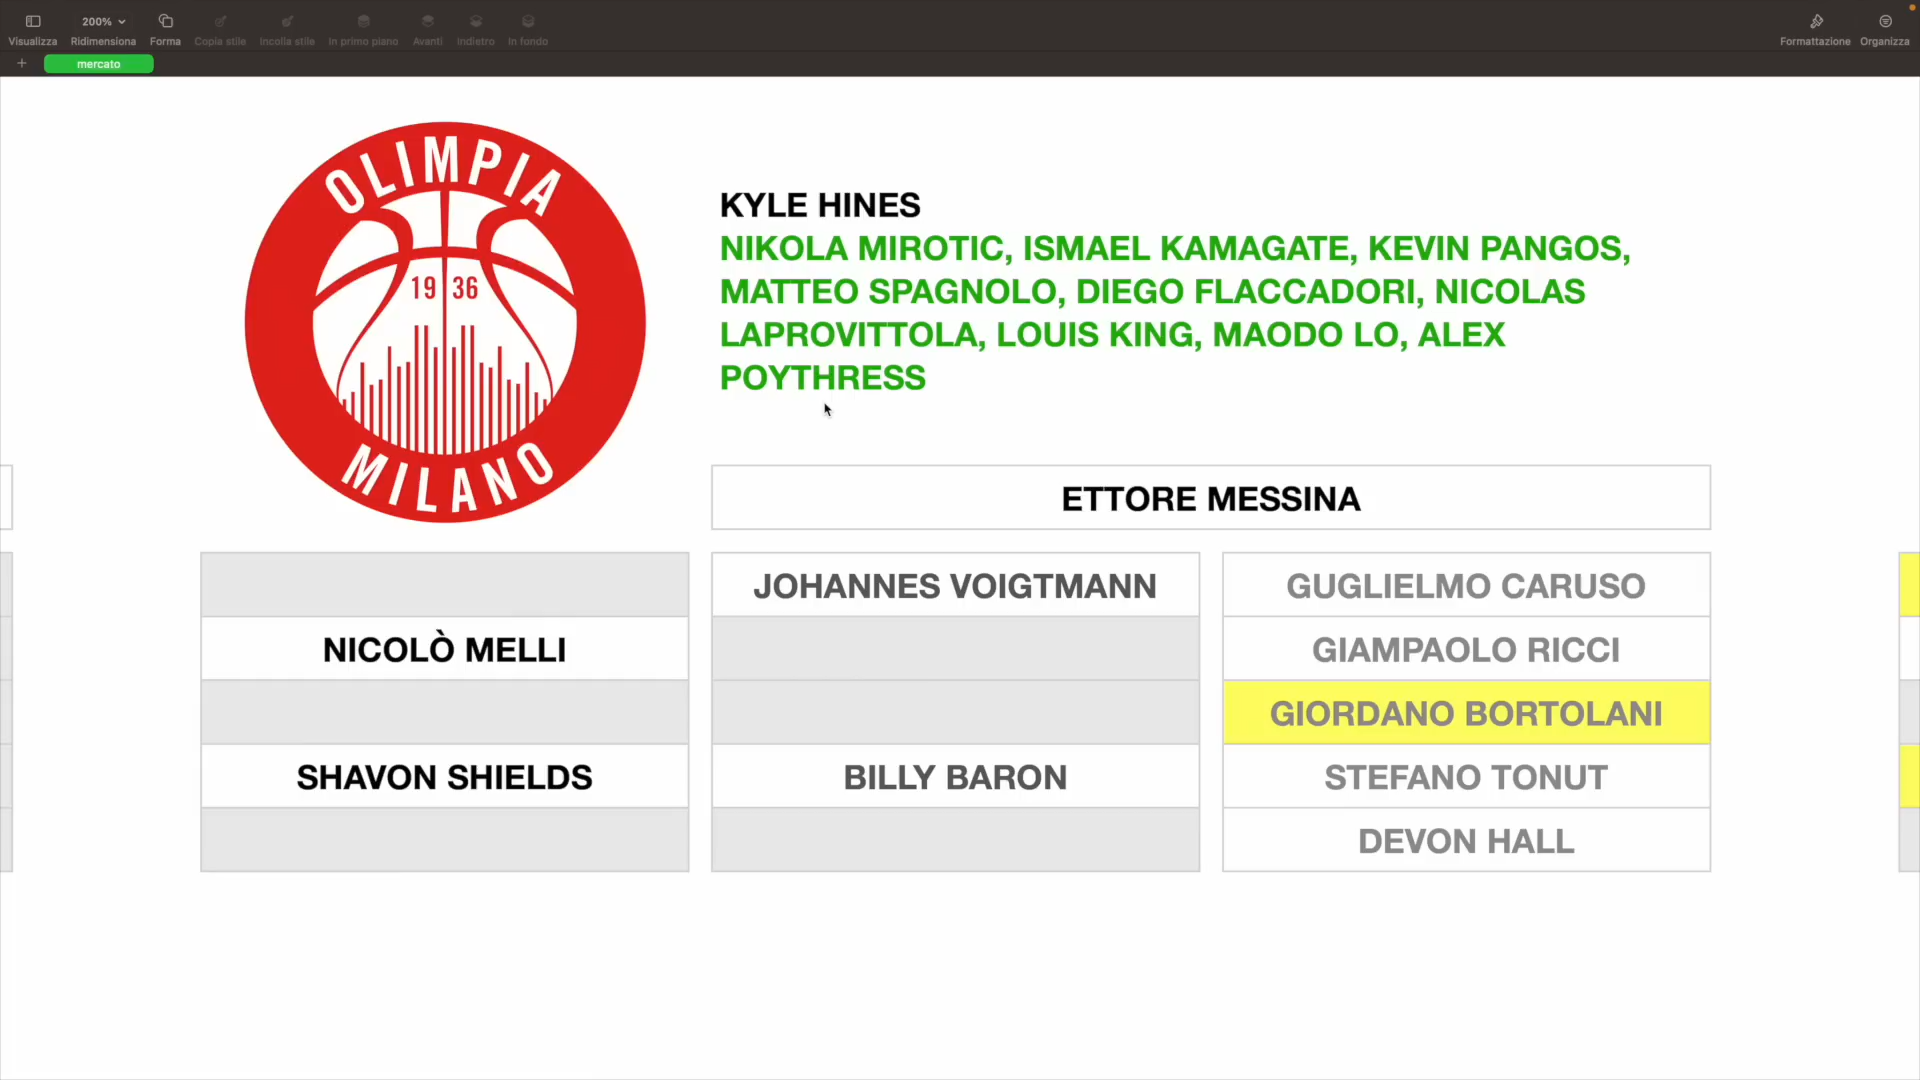 200%
Visualizza Ridimensiona Forma Copia stile Incolla stile In primo piano Avanti Indietro In fondo Formattazione Organizza
+ mercato
OLIMPIA
19 36
MILANO
KYLE HINES
NIKOLA MIROTIC, ISMAEL KAMAGATE, KEVIN PANGOS,
MATTEO SPAGNOLO, DIEGO FLACCADORI, NICOLAS
LAPROVITTOLA, LOUIS KING, MAODO LO, ALEX
POYTHRESS
ETTORE MESSINA
JOHANNES VOIGTMANN GUGLIELMO CARUSO
NICOLÒ MELLI GIAMPAOLO RICCI
GIORDANO BORTOLANI
SHAVON SHIELDS BILLY BARON STEFANO TONUT
DEVON HALL